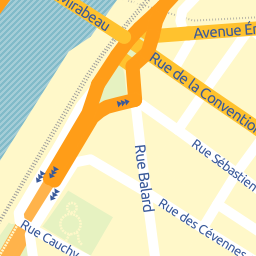 Mirabeau
Avenue É
Rue de la Convention
Rue Sébastien
Rue Balard
Rue des Cévennes
Rue Cauchy